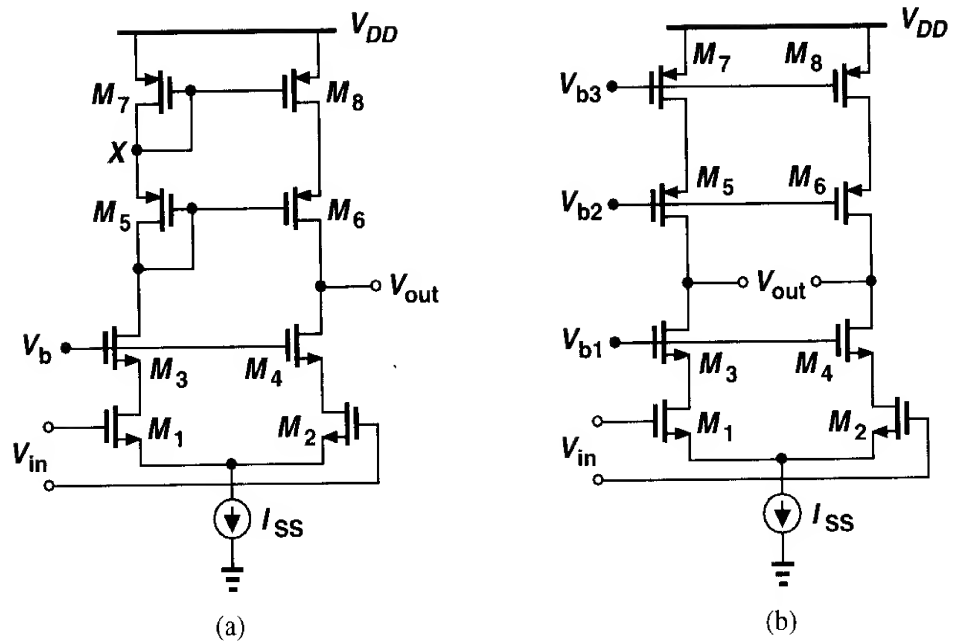 V_DD
M_7
M_8
X
M_5
M_6
V_out
V_b
M_3
M_4
M_1
M_2
V_in
I_SS
(a)
V_DD
M_7
M_8
V_b3
M_5
M_6
V_b2
V_out
V_b1
M_3
M_4
M_1
M_2
V_in
I_SS
(b)